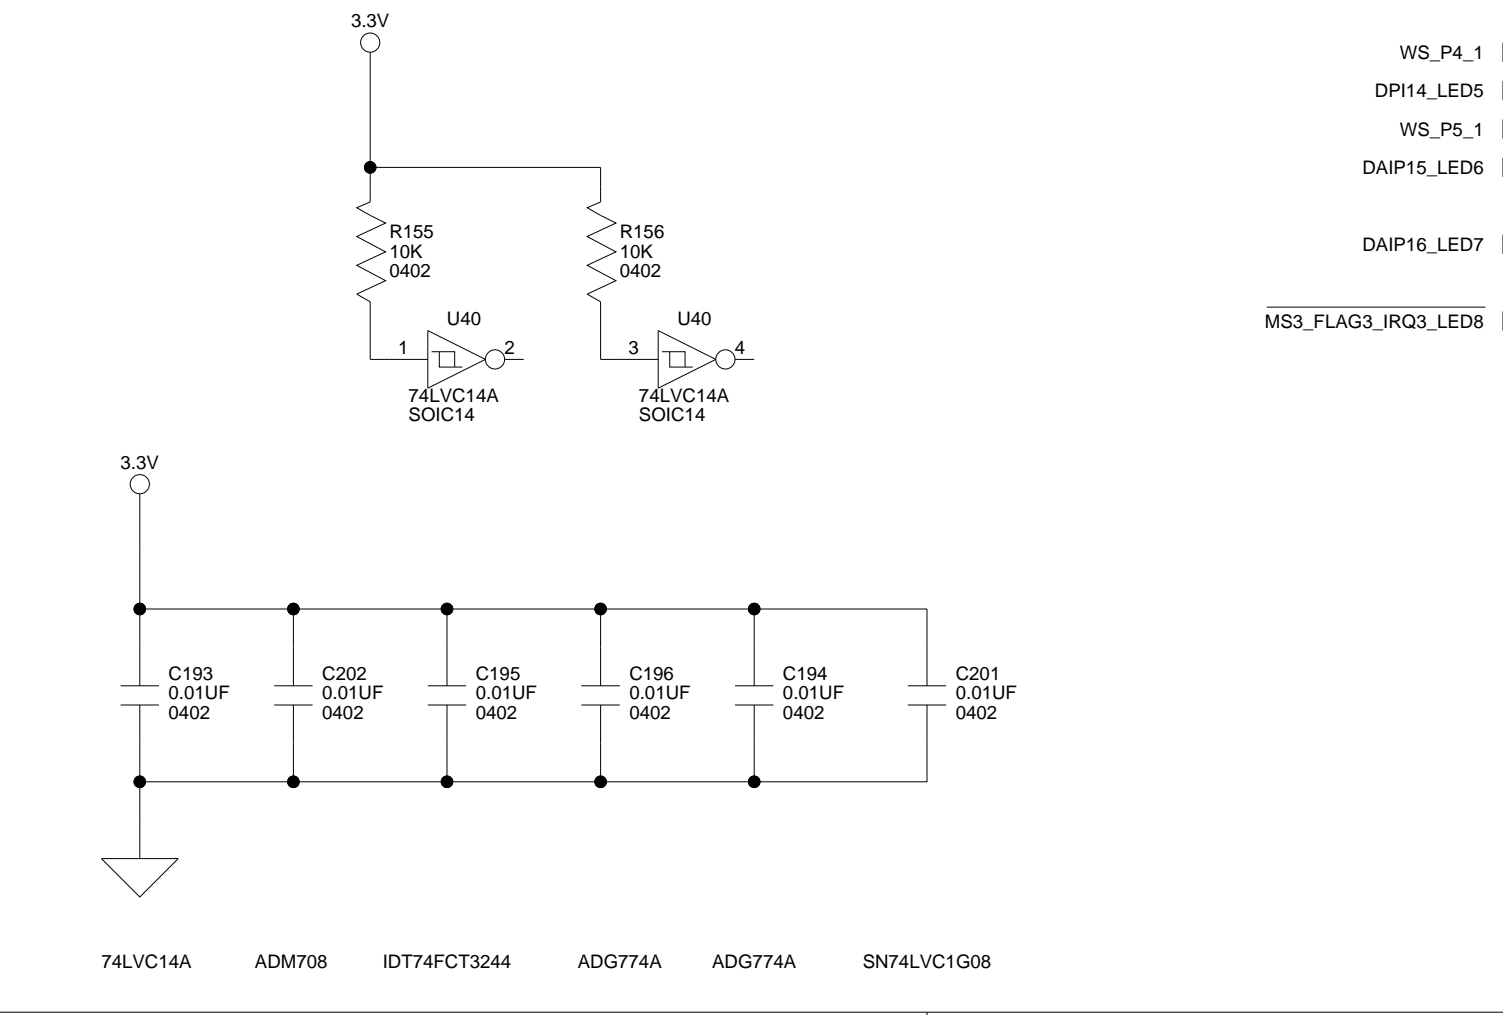 3.3V
WS_P4_1
DPI14_LED5
WS_P5_1
DAIP15_LED6
R155
10K
0402
R156
10K
0402
DAIP16_LED7
U40
U40
MS3_FLAG3_IRQ3_LED8
1
2
3
4
74LVC14A
SOIC14
74LVC14A
SOIC14
3.3V
C193
0.01UF
0402
C202
0.01UF
0402
C195
0.01UF
0402
C196
0.01UF
0402
C194
0.01UF
0402
C201
0.01UF
0402
74LVC14A
ADM708
IDT74FCT3244
ADG774A
ADG774A
SN74LVC1G08